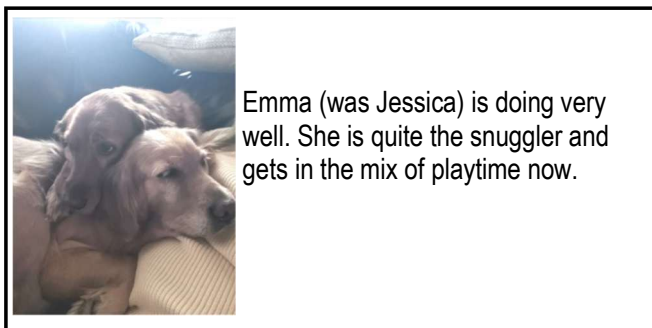 Emma (was Jessica) is doing very
well. She is quite the snuggler and
gets in the mix of playtime now.